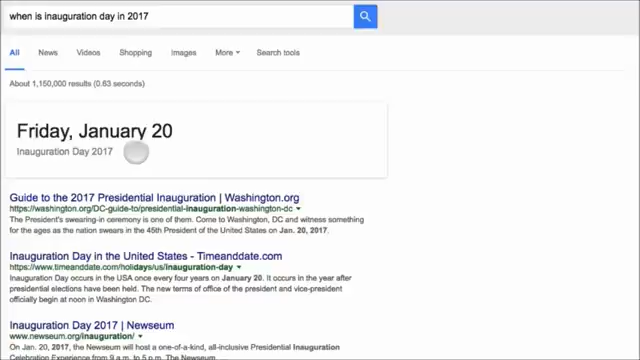 when is inauguration day in 2017
All News Videos Shopping Images More Search tools
About 1,150,000 results (0.63 seconds)
Friday, January 20
Inauguration Day 2017
Guide to the 2017 Presidential Inauguration | Washington.org
https://washington.org/DC-guide-to/presidential-inauguration-washington-dc
The President's swearing-in ceremony is one of them. Come to Washington, DC and witness something
for the ages as the nation swears in the 45th President of the United States on Jan. 20, 2017.
Inauguration Day in the United States - Timeanddate.com
https://www.timeanddate.com/holidays/us/inauguration-day
Inauguration Day occurs in the USA once every four years on January 20. It occurs in the year after
presidential elections have been held. The new terms of office of the president and vice-president
officially begin at noon in Washington DC.
Inauguration Day 2017 | Newseum
www.newseum.org/inauguration/
On Jan. 20, 2017, the Newseum will host a one-of-a-kind, all-inclusive Presidential Inauguration
Celebration Experience from 9 a.m. to 5 p.m. The Newseum